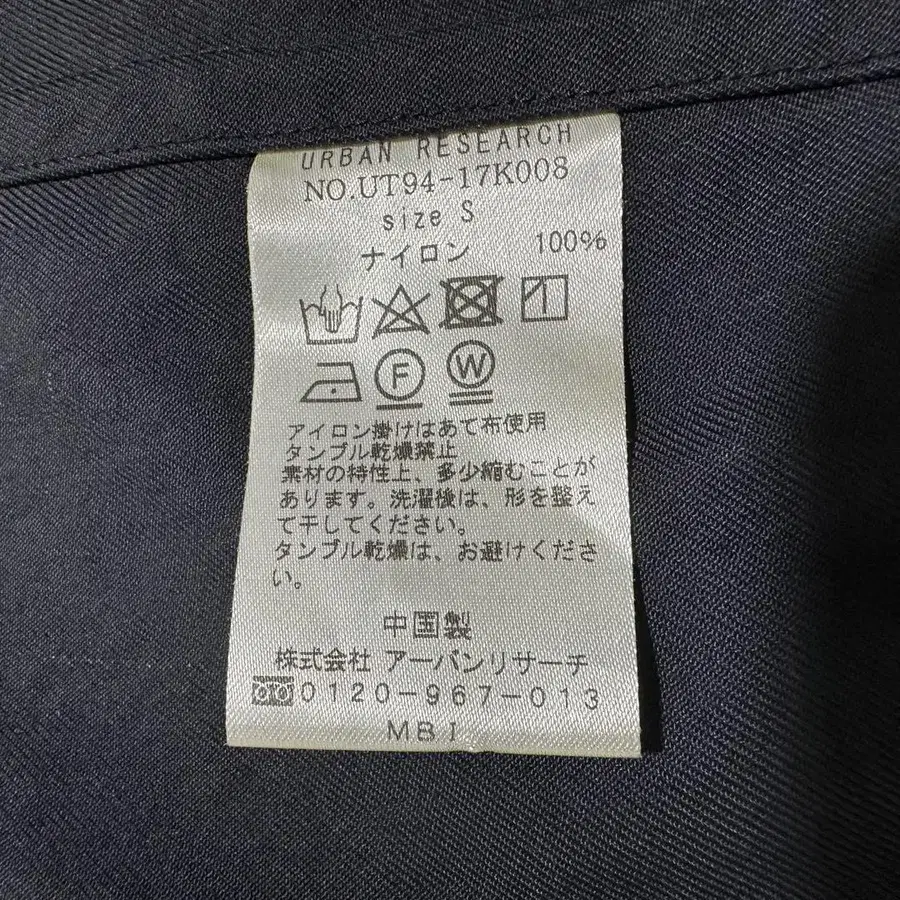 URBAN RESEARCH
NO.UT94-17K008
size S
ナイロン 100%
F W
アイロン掛けはあて布使用
タンブル乾燥禁止
素材の特性上、多少縮むことが
あります。洗濯後は、形を整え
て干してください。
タンブル乾燥は、お避けくださ
い。
中国製
株式会社 アーバンリサーチ
0120-967-013
MBI